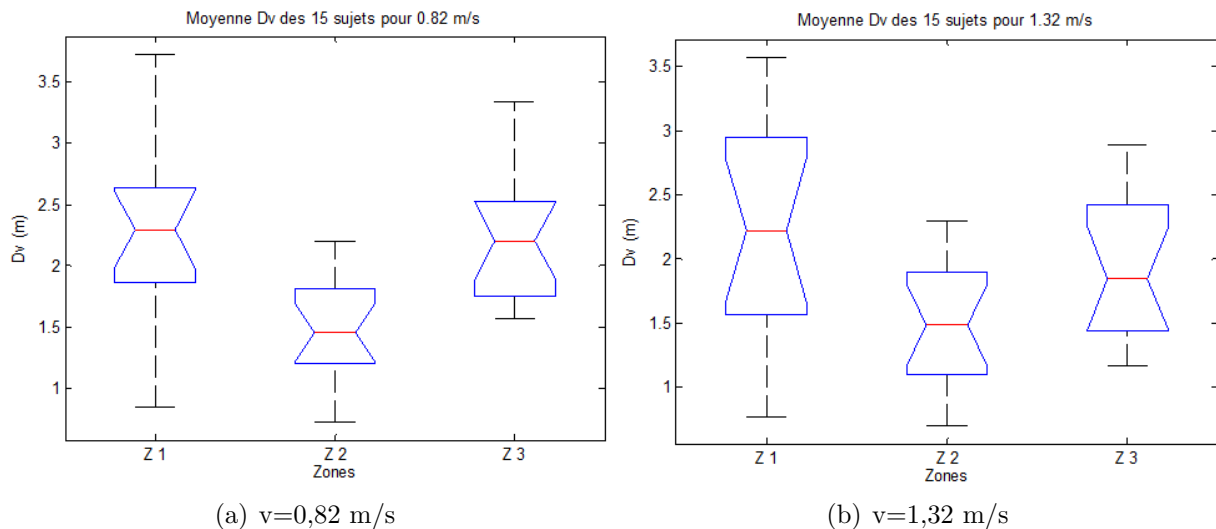 Moyenne Dv des 15 sujets pour 0.82 m/s
3.5
3
2.5
2
1.5
1
Dv (m)
Z 1
Z 2
Z 3
Zones
(a) v=0,82 m/s
Moyenne Dv des 15 sujets pour 1.32 m/s
3.5
3
2.5
2
1.5
1
Dv (m)
Z 1
Z 2
Z 3
Zones
(b) v=1,32 m/s